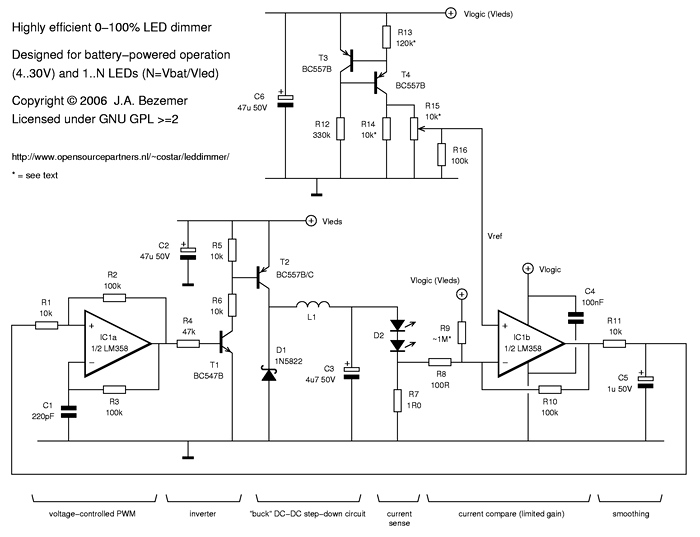 Highly efficient 0-100% LED dimmer
Designed for battery-powered operation
(4..30V) and 1..N LEDs (N=Vbat/Vled)
Copyright © 2006 J.A. Bezemer
Licensed under GNU GPL >=2
http://www.opensourcepartners.nl/~costar/leddimmer/
* = see text
Vlogic (Vleds)
R13
120k*
T3
BC557B
T4
BC557B
C6
47u 50V
+
R12
330k
R14
10k*
R15
10k*
R16
100k
Vref
Vleds
C2
47u 50V
+
R5
10k
T2
BC557B/C
R6
10k
R1
10k
R2
100k
+
IC1a
1/2 LM358
−
R3
100k
C1
220pF
R4
47k
T1
BC547B
L1
D1
1N5822
C3
4u7 50V
+
D2
R7
1R0
Vlogic (Vleds)
R9
~1M*
R8
100R
Vlogic
C4
100nF
+
IC1b
1/2 LM358
−
R10
100k
R11
10k
C5
1u 50V
+
voltage-controlled PWM
inverter
"buck" DC-DC step-down circuit
current
sense
current compare (limited gain)
smoothing